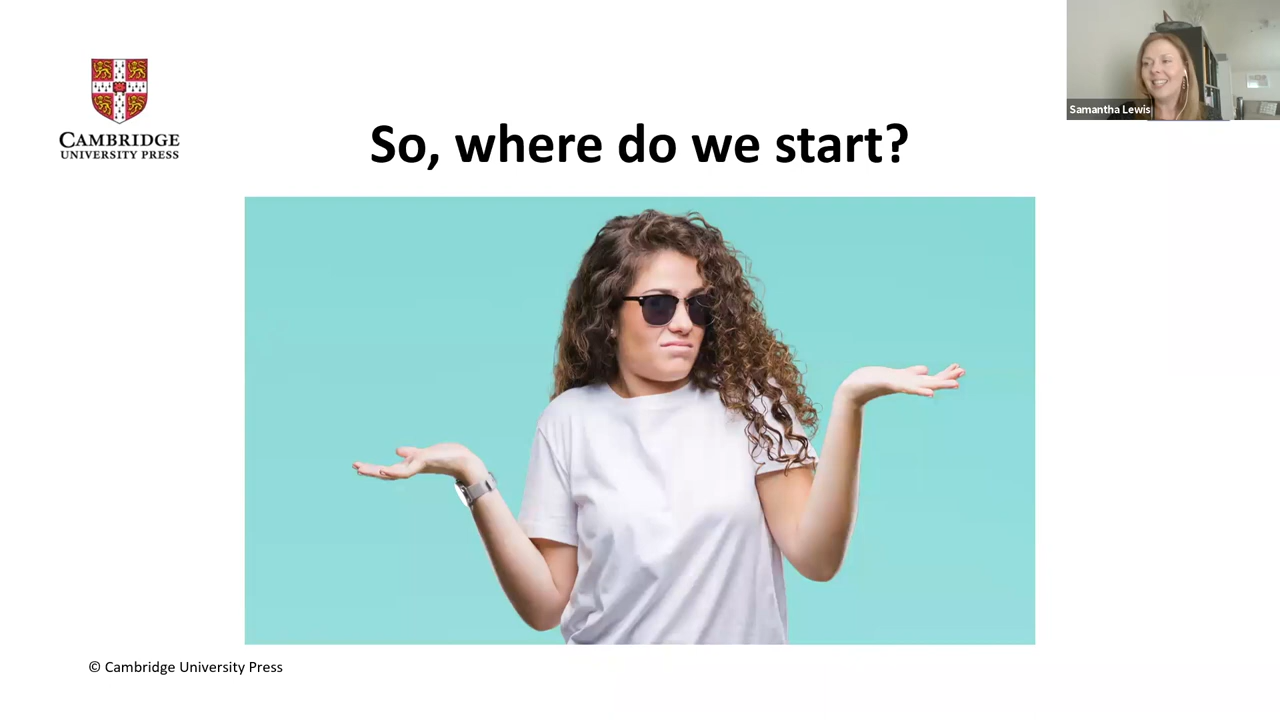 CAMBRIDGE
UNIVERSITY PRESS
So, where do we start?
Samantha Lewis
© Cambridge University Press